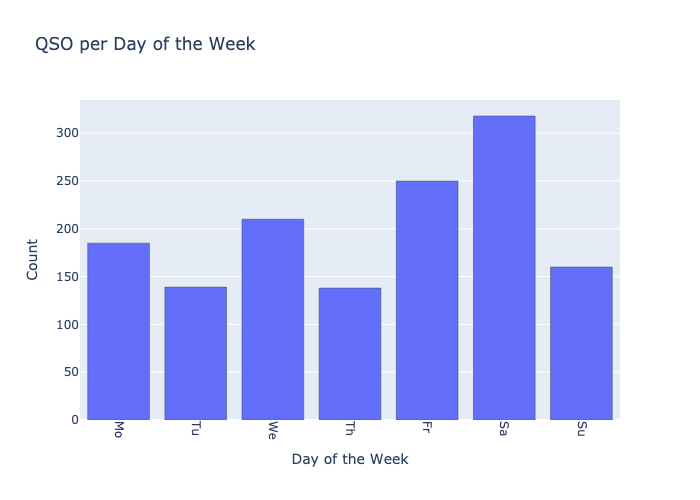 QSO per Day of the Week
Count
300
250
200
150
100
50
0
Mo
Tu
We
Th
Fr
Sa
Su
Day of the Week